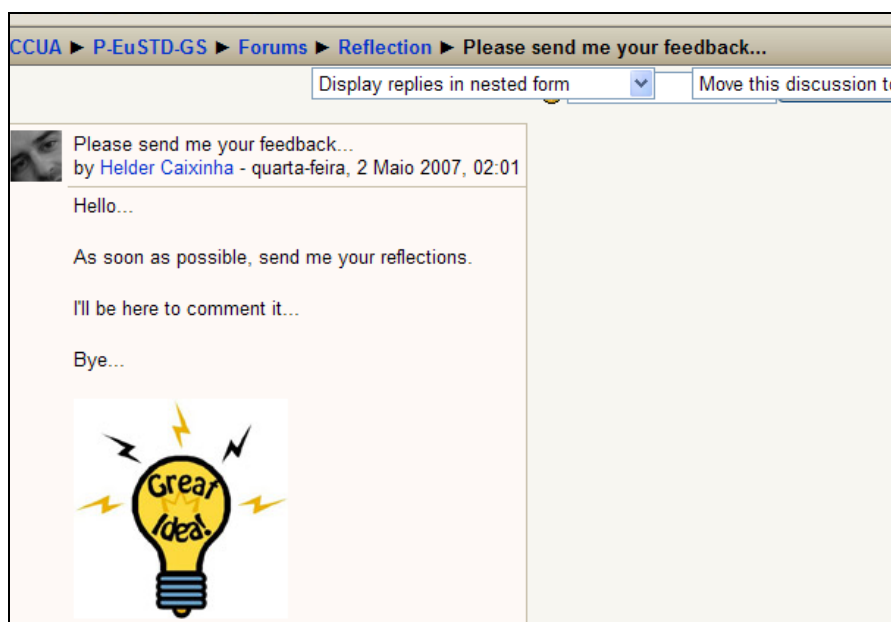 CCUA ► P-EuSTD-GS ► Forums ► Reflection ► Please send me your feedback...
Display replies in nested form
Move this discussion t
Please send me your feedback...
by Helder Caixinha - quarta-feira, 2 Maio 2007, 02:01
Hello...
As soon as possible, send me your reflections.
I'll be here to comment it...
Bye...
Great
Idea!